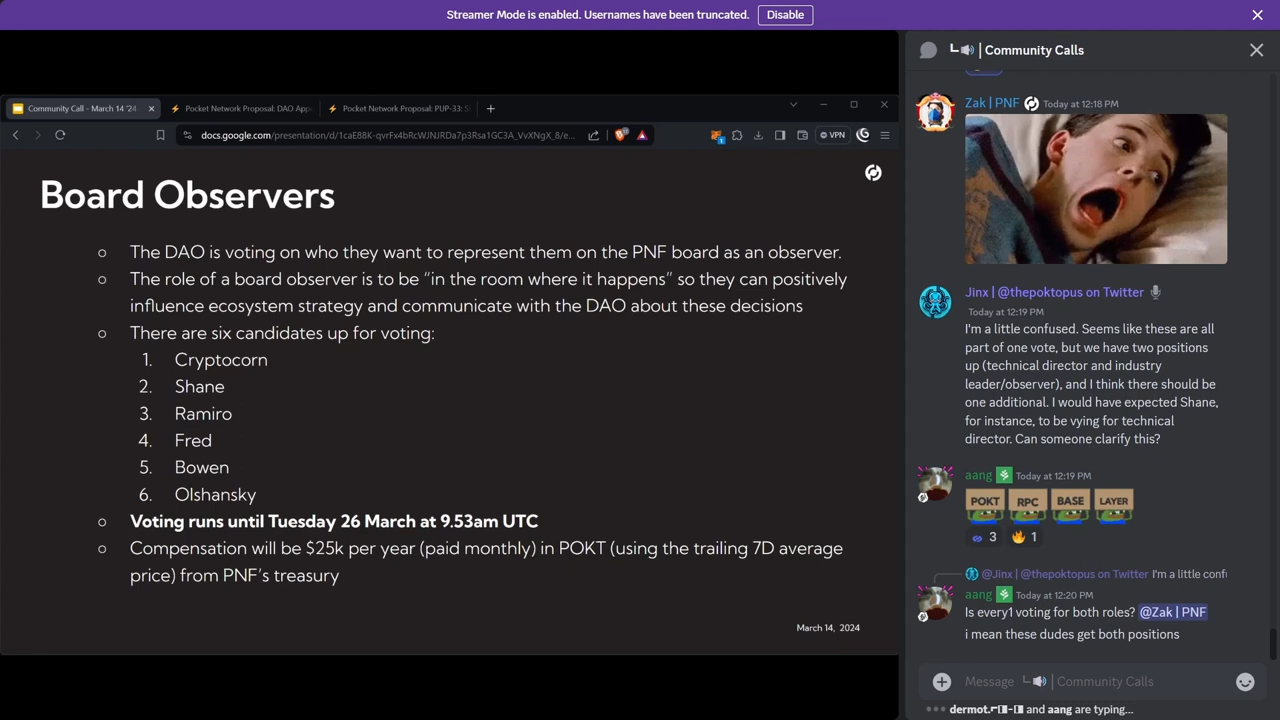 Streamer Mode is enabled. Usernames have been truncated.
Disable
Community Call - March 14 '24
Pocket Network Proposal: DAO App
Pocket Network Proposal: PUP-33: S
docs.google.com/presentation/d/1caE88K-qvrFx4bRcWJNJRDa7p3Rsa1GC3A_VvXNgX_8/e...
VPN
Board Observers
The DAO is voting on who they want to represent them on the PNF board as an observer.
The role of a board observer is to be “in the room where it happens” so they can positively
influence ecosystem strategy and communicate with the DAO about these decisions
There are six candidates up for voting:
1. Cryptocorn
2. Shane
3. Ramiro
4. Fred
5. Bowen
6. Olshansky
Voting runs until Tuesday 26 March at 9.53am UTC
Compensation will be $25k per year (paid monthly) in POKT (using the trailing 7D average
price) from PNF’s treasury
March 14, 2024
Community Calls
Zak | PNF Today at 12:18 PM
Jinx | @thepoktopus on Twitter
Today at 12:19 PM
I'm a little confused. Seems like these are all
part of one vote, but we have two positions
up (technical director and industry
leader/observer), and I think there should be
one additional. I would have expected Shane,
for instance, to be vying for technical
director. Can someone clarify this?
aang Today at 12:19 PM
POKT RPC BASE LAYER
3 1
@Jinx | @thepoktopus on Twitter I'm a little confu
aang Today at 12:20 PM
Is every1 voting for both roles? @Zak | PNF
i mean these dudes get both positions
Message Community Calls
dermot. and aang are typing...